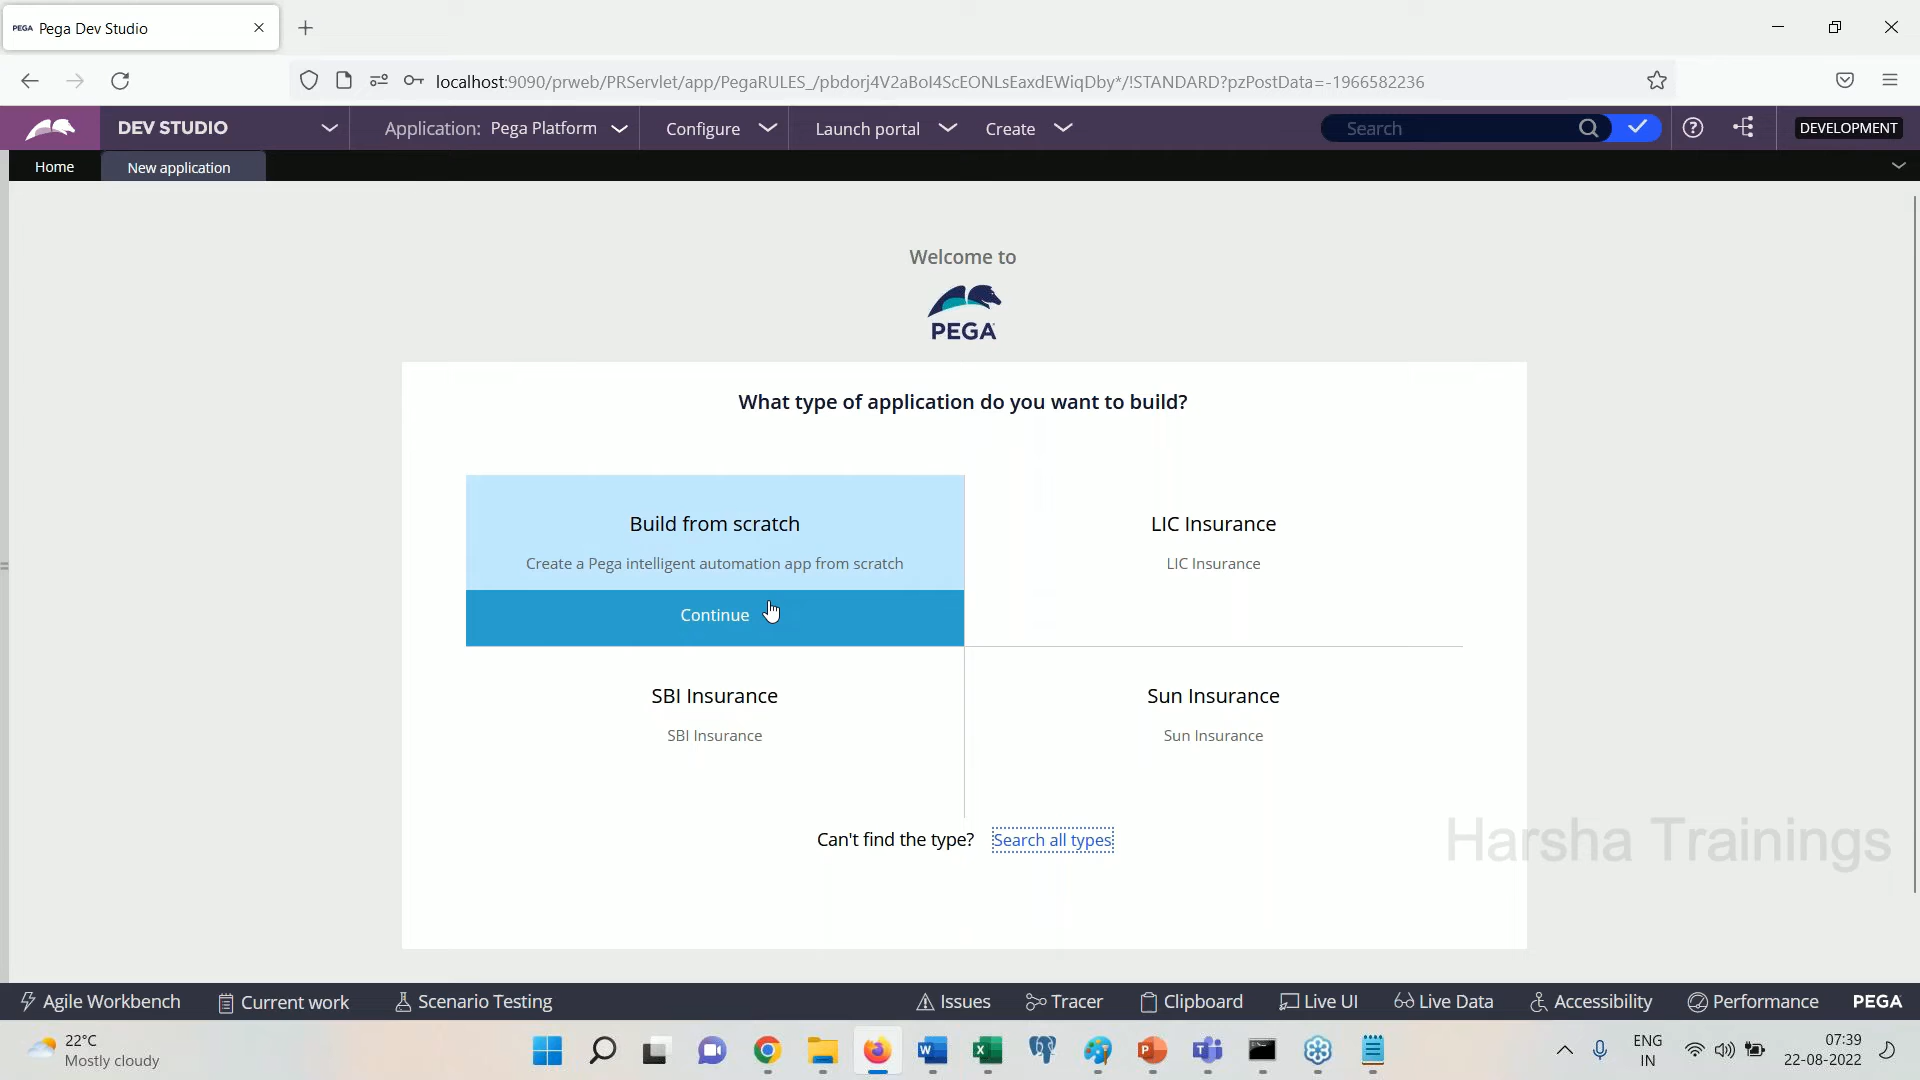 PEGA Pega Dev Studio
localhost:9090/prweb/PRServlet/app/PegaRULES_/pbdorj4V2aBoI4ScEONLsEaxdEWiqDby*/!STANDARD?pzPostData=-1966582236
DEV STUDIO Application: Pega Platform Configure Launch portal Create Search DEVELOPMENT
Home New application
Welcome to
PEGA
What type of application do you want to build?
Build from scratch
Create a Pega intelligent automation app from scratch
Continue
LIC Insurance
LIC Insurance
SBI Insurance
SBI Insurance
Sun Insurance
Sun Insurance
Can't find the type? Search all types
Harsha Trainings
Agile Workbench Current work Scenario Testing Issues Tracer Clipboard Live UI Live Data Accessibility Performance PEGA
22°C
Mostly cloudy
ENG
IN
07:39
22-08-2022